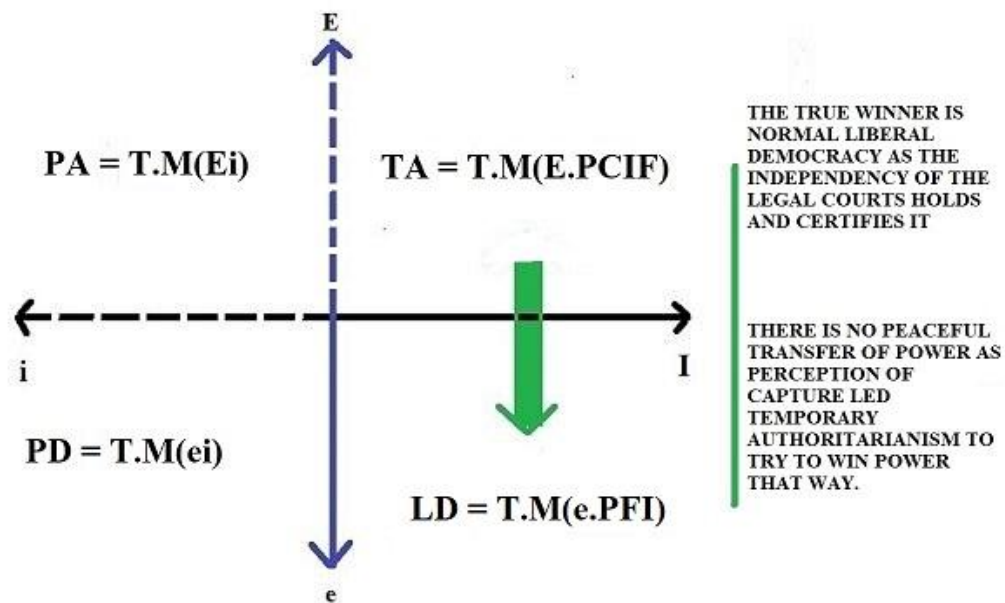 E
PA = T.M(Ei)
TA = T.M(E.PCIF)
THE TRUE WINNER IS
NORMAL LIBERAL
DEMOCRACY AS THE
INDEPENDENCY OF THE
LEGAL COURTS HOLDS
AND CERTIFIES IT
i
I
THERE IS NO PEACEFUL
TRANSFER OF POWER AS
PERCEPTION OF
CAPTURE LED
TEMPORARY
AUTHORITARIANISM TO
TRY TO WIN POWER
THAT WAY.
PD = T.M(ei)
LD = T.M(e.PFI)
e